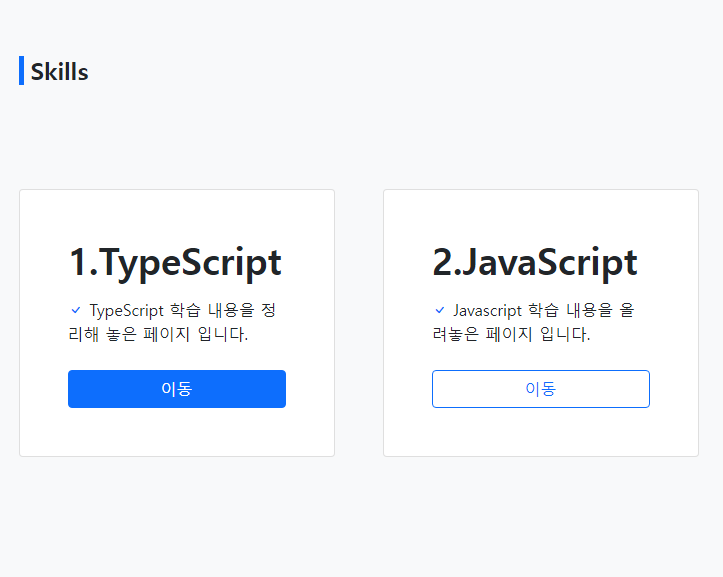 Skills
1.TypeScript
TypeScript 학습 내용을 정
리해 놓은 페이지 입니다.
이동
2.JavaScript
Javascript 학습 내용을 올
려놓은 페이지 입니다.
이동